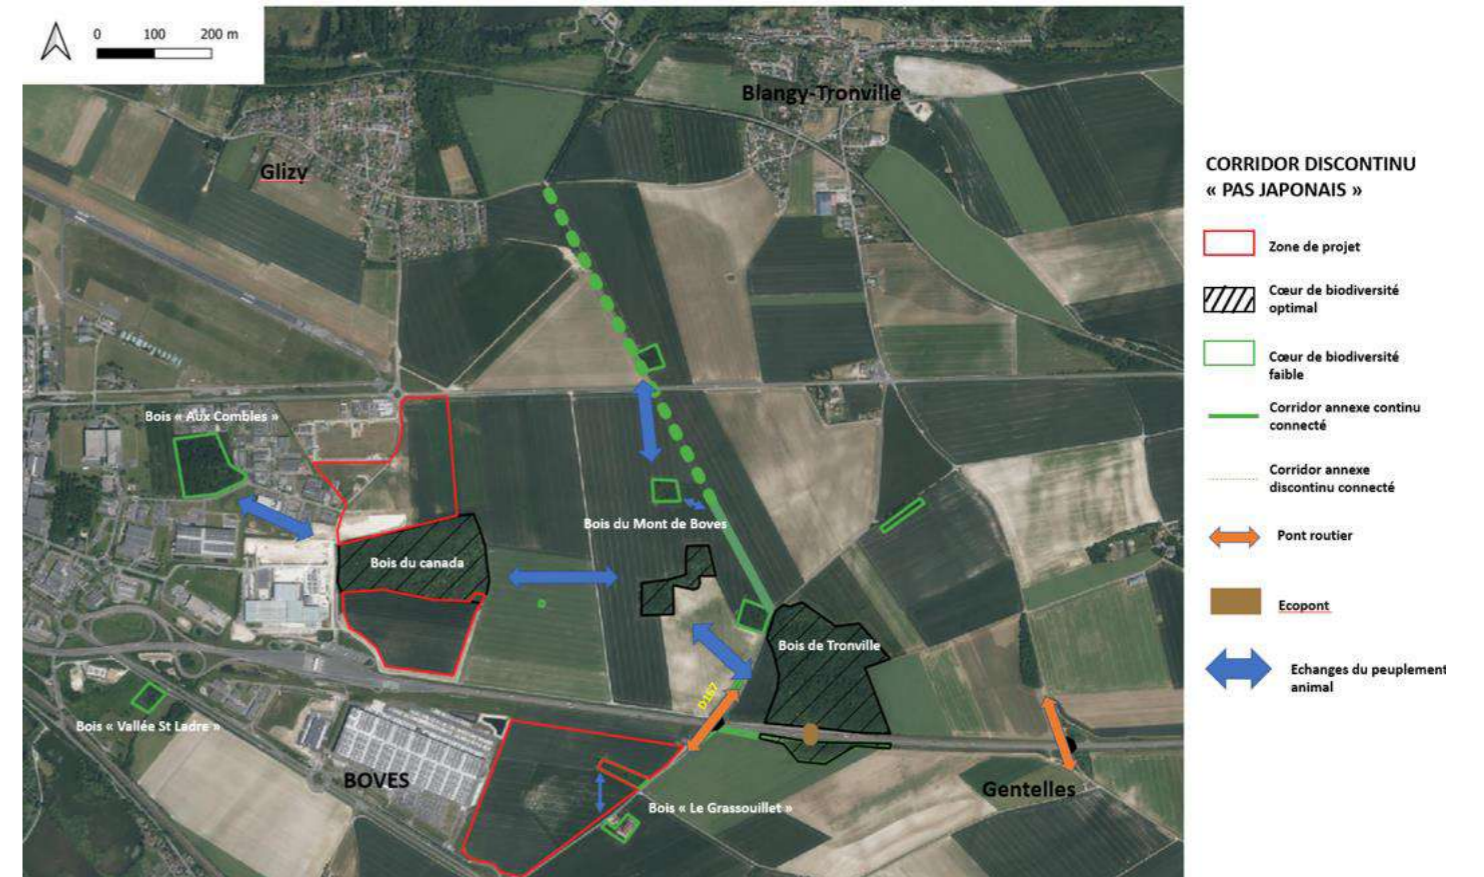 0 100 200 m
Blangy-Tronville
Glizy
Bois « Aux Combles »
Bois du Mont de Boves
Bois du canada
Bois de Tronville
D167
Bois « Vallée St Ladre »
BOVES
Gentelles
Bois « Le Grassouillet »
CORRIDOR DISCONTINU
« PAS JAPONAIS »
Zone de projet
Cœur de biodiversité
optimal
Cœur de biodiversité
faible
Corridor annexe continu
connecté
Corridor annexe
discontinu connecté
Pont routier
Ecopont
Echanges du peuplement
animal